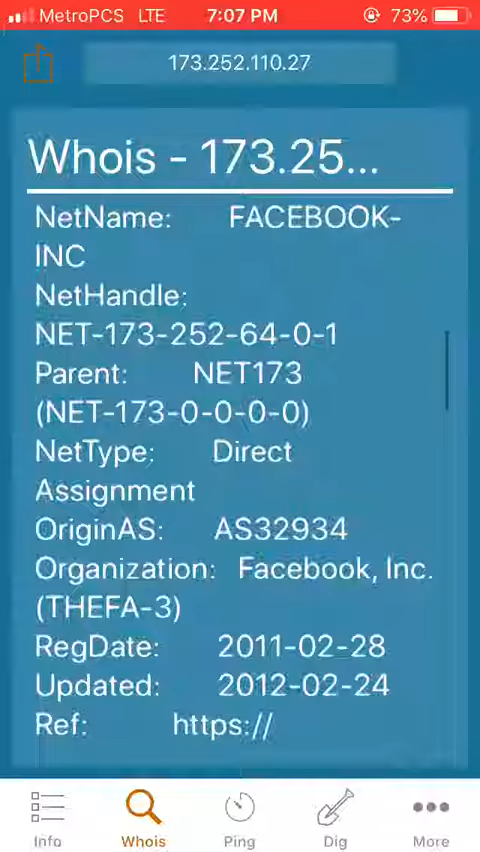 MetroPCS LTE 7:07 PM 73%
173.252.110.27
Whois - 173.25...
NetName: FACEBOOK-
INC
NetHandle:
NET-173-252-64-0-1
Parent: NET173
(NET-173-0-0-0-0)
NetType: Direct
Assignment
OriginAS: AS32934
Organization: Facebook, Inc.
(THEFA-3)
RegDate: 2011-02-28
Updated: 2012-02-24
Ref: https://
Info Whois Ping Dig More